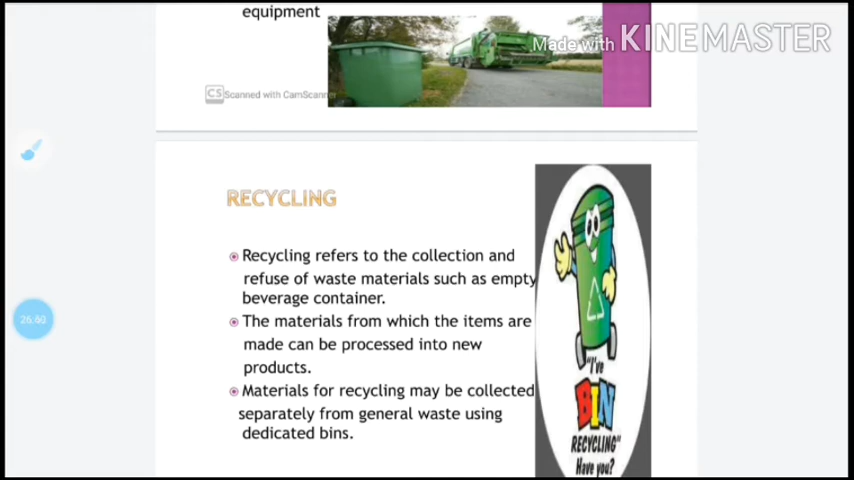 equipment
Made with KINEMASTER
CS Scanned with CamScanner
RECYCLING
Recycling refers to the collection and
refuse of waste materials such as empty
beverage container.
The materials from which the items are
made can be processed into new
products.
Materials for recycling may be collected
separately from general waste using
dedicated bins.
"I've
BIN
RECYCLING"
Have you?